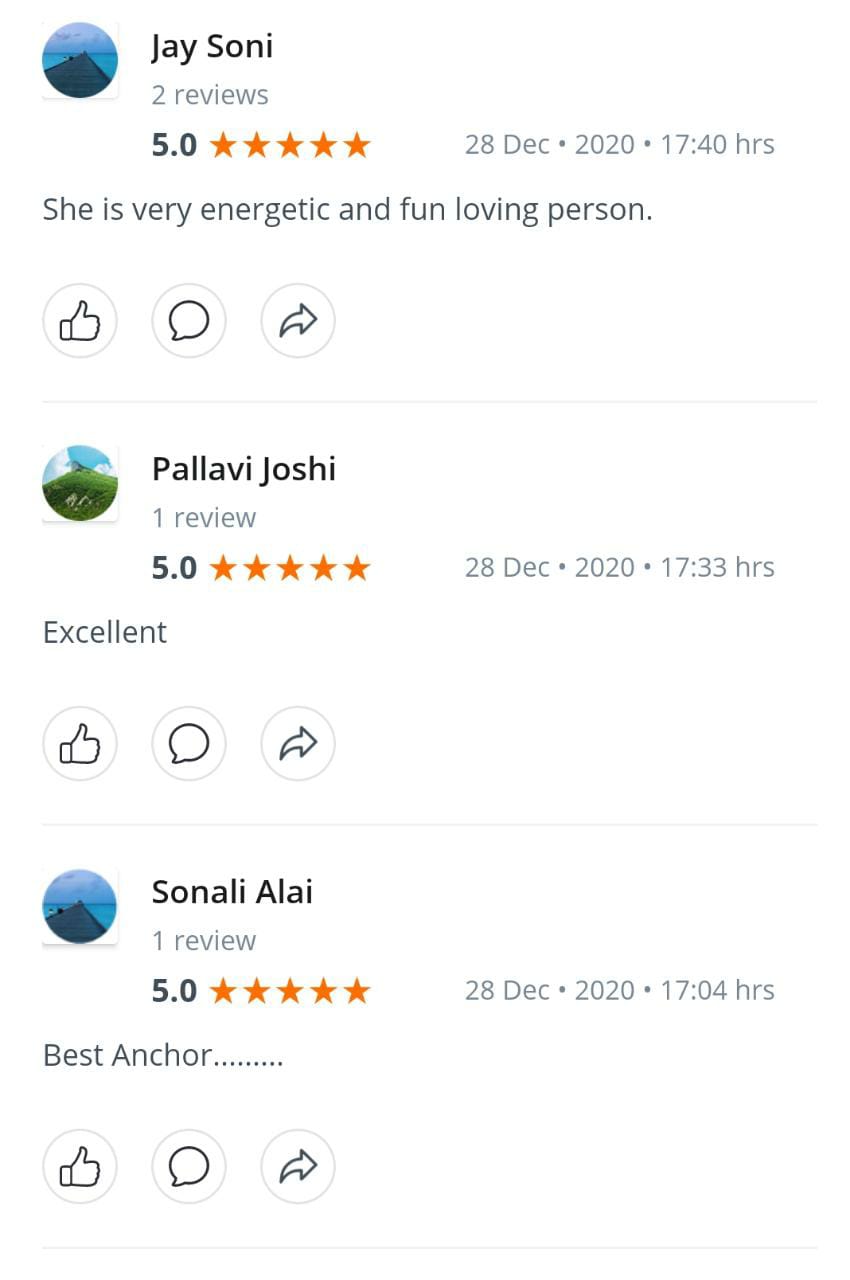 Jay Soni
2 reviews
5.0 ★★★★★ 28 Dec • 2020 • 17:40 hrs
She is very energetic and fun loving person.
Pallavi Joshi
1 review
5.0 ★★★★★ 28 Dec • 2020 • 17:33 hrs
Excellent
Sonali Alai
1 review
5.0 ★★★★★ 28 Dec • 2020 • 17:04 hrs
Best Anchor.........